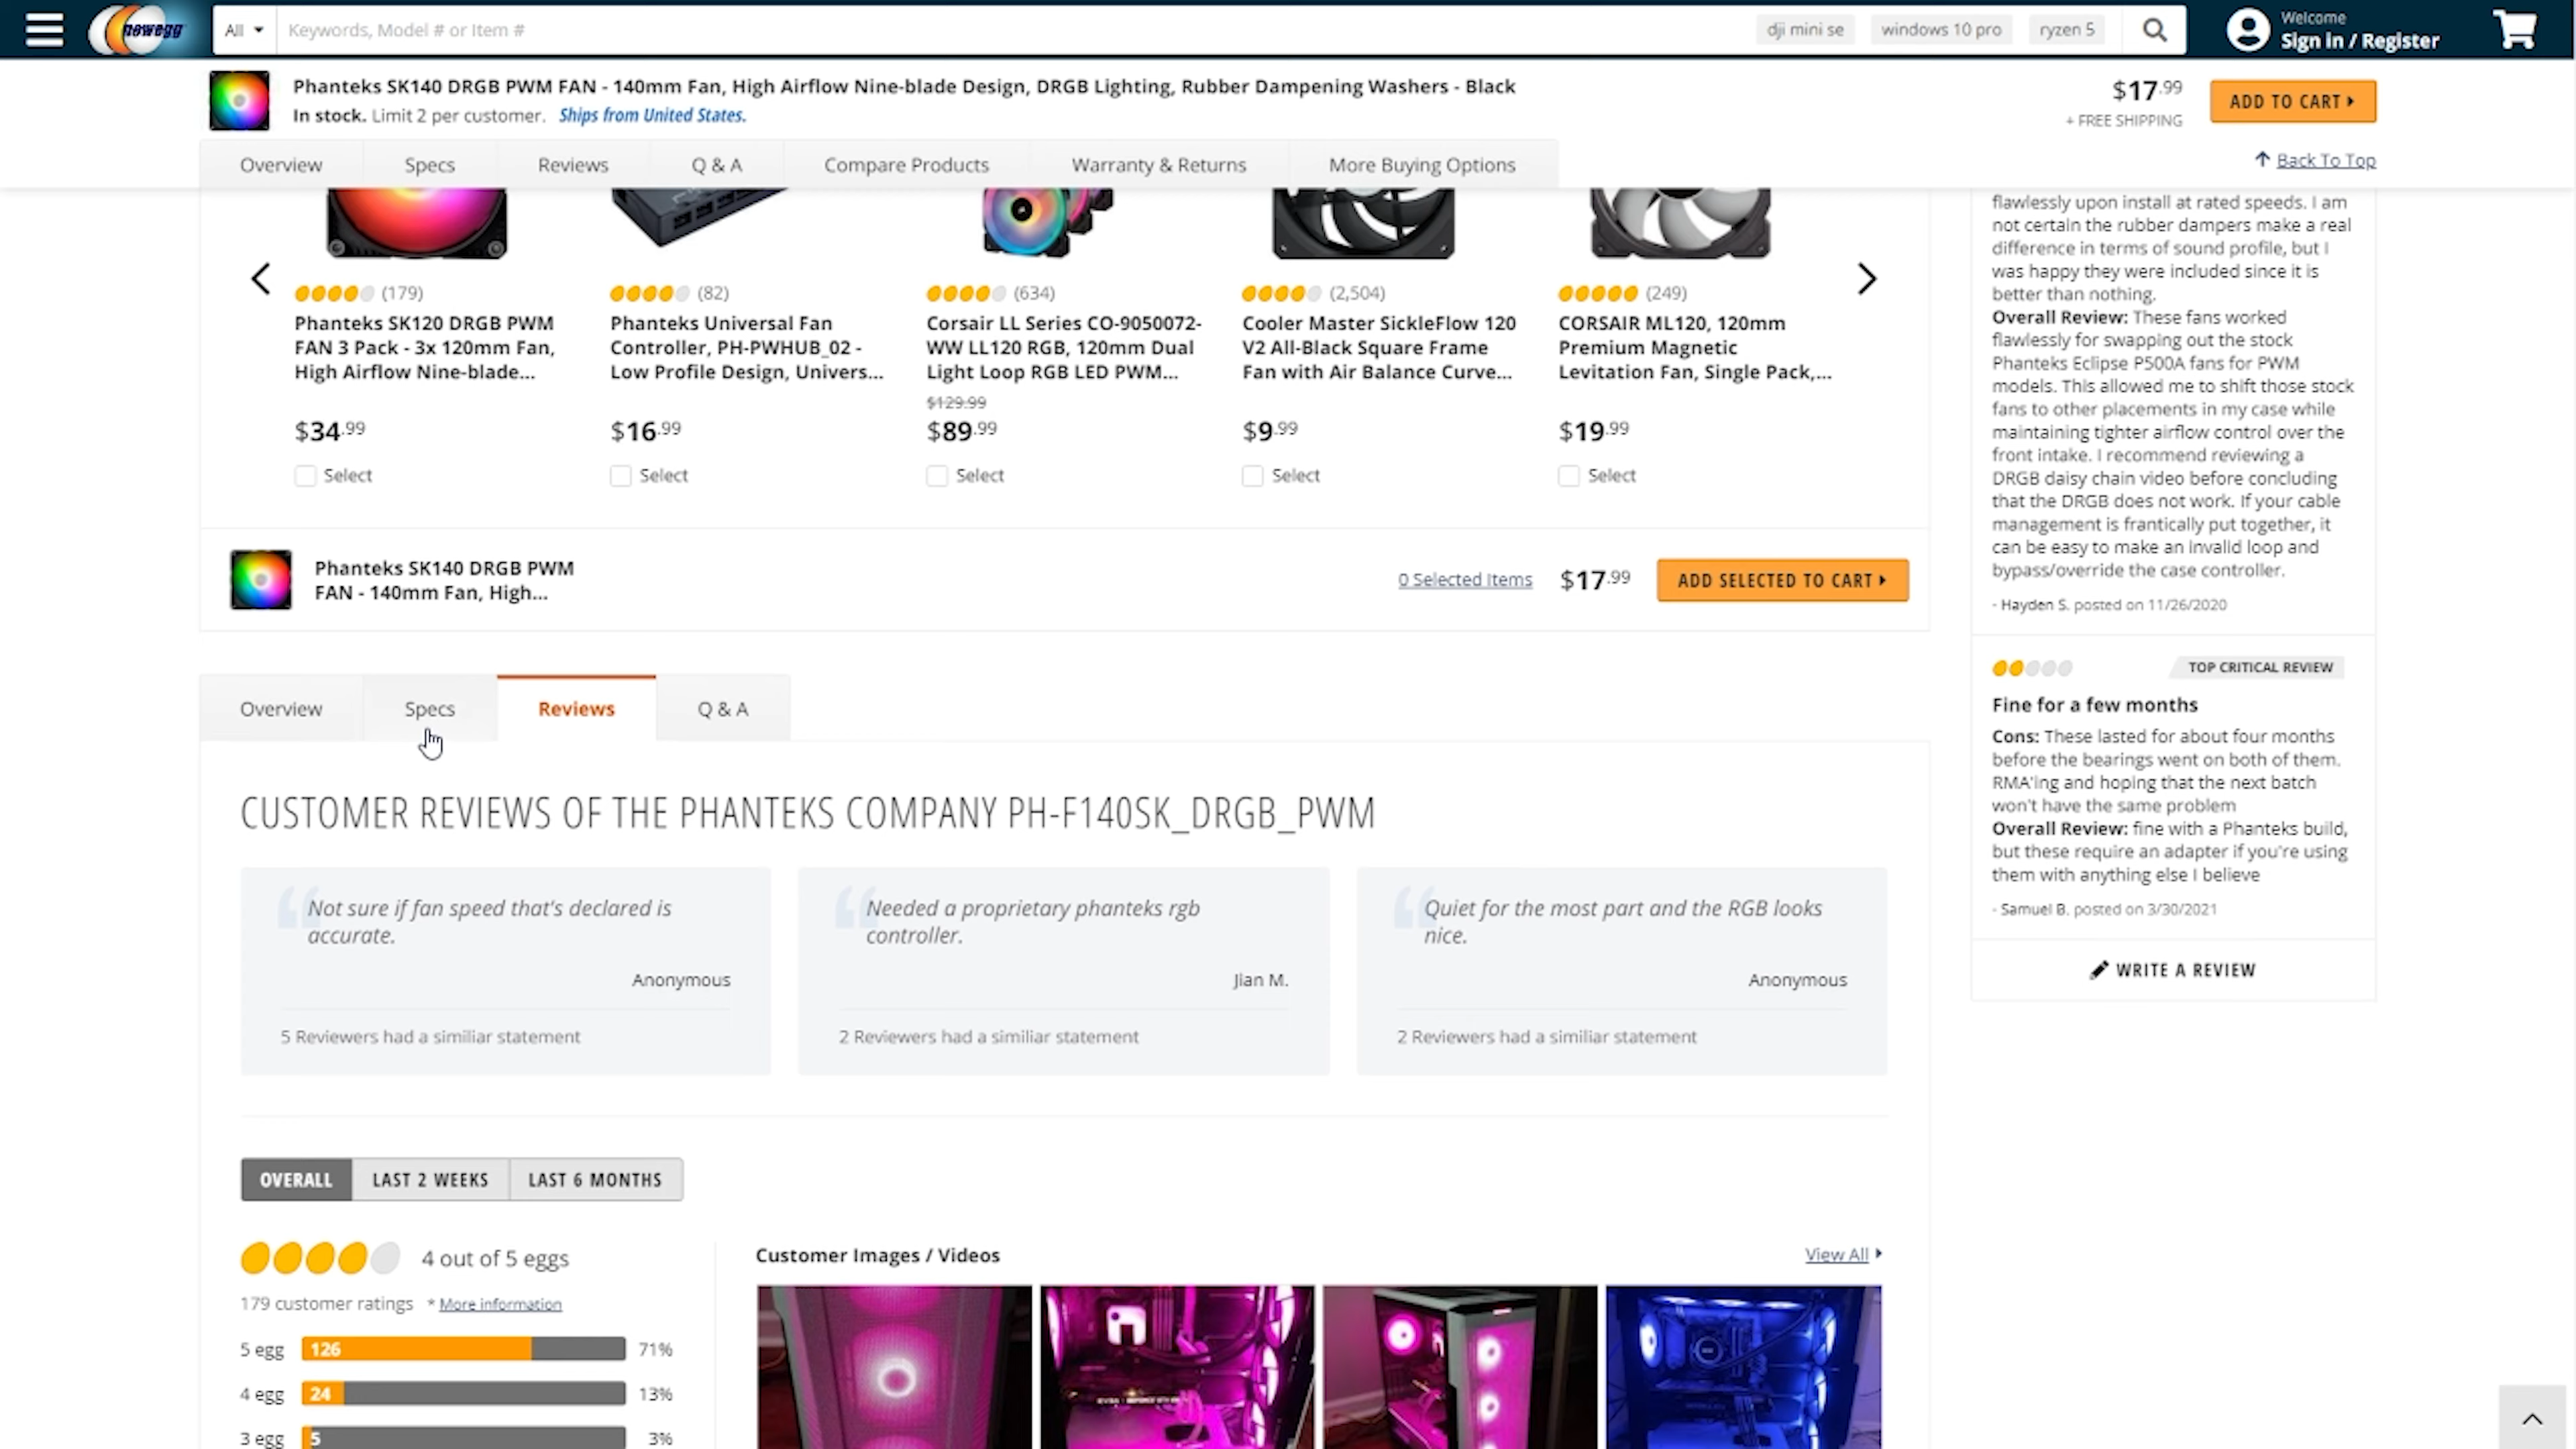 newegg
All
Keywords, Model # or Item #
dji mini se
windows 10 pro
ryzen 5
Welcome
Sign in / Register
Phanteks SK140 DRGB PWM FAN - 140mm Fan, High Airflow Nine-blade Design, DRGB Lighting, Rubber Dampening Washers - Black
In stock. Limit 2 per customer. Ships from United States.
$17.99
+ FREE SHIPPING
ADD TO CART
Overview
Specs
Reviews
Q & A
Compare Products
Warranty & Returns
More Buying Options
Back To Top
(179)
Phanteks SK120 DRGB PWM
FAN 3 Pack - 3x 120mm Fan,
High Airflow Nine-blade...
$34.99
Select
(82)
Phanteks Universal Fan
Controller, PH-PWHUB_02 -
Low Profile Design, Univers...
$16.99
Select
(634)
Corsair LL Series CO-9050072-
WW LL120 RGB, 120mm Dual
Light Loop RGB LED PWM...
$129.99
$89.99
Select
(2,504)
Cooler Master SickleFlow 120
V2 All-Black Square Frame
Fan with Air Balance Curve...
$9.99
Select
(249)
CORSAIR ML120, 120mm
Premium Magnetic
Levitation Fan, Single Pack,...
$19.99
Select
Phanteks SK140 DRGB PWM
FAN - 140mm Fan, High...
0 Selected Items
$17.99
ADD SELECTED TO CART
flawlessly upon install at rated speeds. I am
not certain the rubber dampers make a real
difference in terms of sound profile, but I
was happy they were included since it is
better than nothing.
Overall Review: These fans worked
flawlessly for swapping out the stock
Phanteks Eclipse P500A fans for PWM
models. This allowed me to shift those stock
fans to other placements in my case while
maintaining tighter airflow control over the
front intake. I recommend reviewing a
DRGB daisy chain video before concluding
that the DRGB does not work. If your cable
management is frantically put together, it
can be easy to make an invalid loop and
bypass/override the case controller.
- Hayden S. posted on 11/26/2020
TOP CRITICAL REVIEW
Fine for a few months
Cons: These lasted for about four months
before the bearings went on both of them.
RMA'ing and hoping that the next batch
won't have the same problem
Overall Review: fine with a Phanteks build,
but these require an adapter if you're using
them with anything else I believe
- Samuel B. posted on 3/30/2021
WRITE A REVIEW
Overview
Specs
Reviews
Q & A
CUSTOMER REVIEWS OF THE PHANTEKS COMPANY PH-F140SK_DRGB_PWM
Not sure if fan speed that's declared is
accurate.
Anonymous
5 Reviewers had a similiar statement
Needed a proprietary phanteks rgb
controller.
Jian M.
2 Reviewers had a similiar statement
Quiet for the most part and the RGB looks
nice.
Anonymous
2 Reviewers had a similiar statement
OVERALL
LAST 2 WEEKS
LAST 6 MONTHS
4 out of 5 eggs
179 customer ratings * More information
5 egg 126 71%
4 egg 24 13%
3 egg 5 3%
Customer Images / Videos
View All